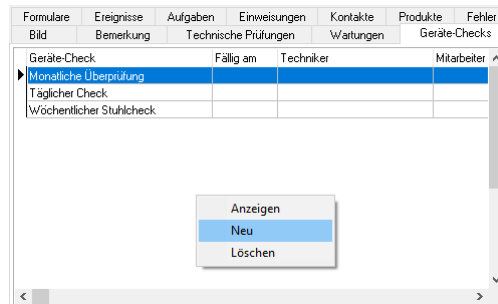 Formulare Ereignisse Aufgaben Einweisungen Kontakte Produkte Fehler
Bild Bemerkung Technische Prüfungen Wartungen Geräte-Checks
Geräte-Check Fällig am Techniker Mitarbeiter
Monatliche Überprüfung
Täglicher Check
Wöchentlicher Stuhlcheck
Anzeigen
Neu
Löschen